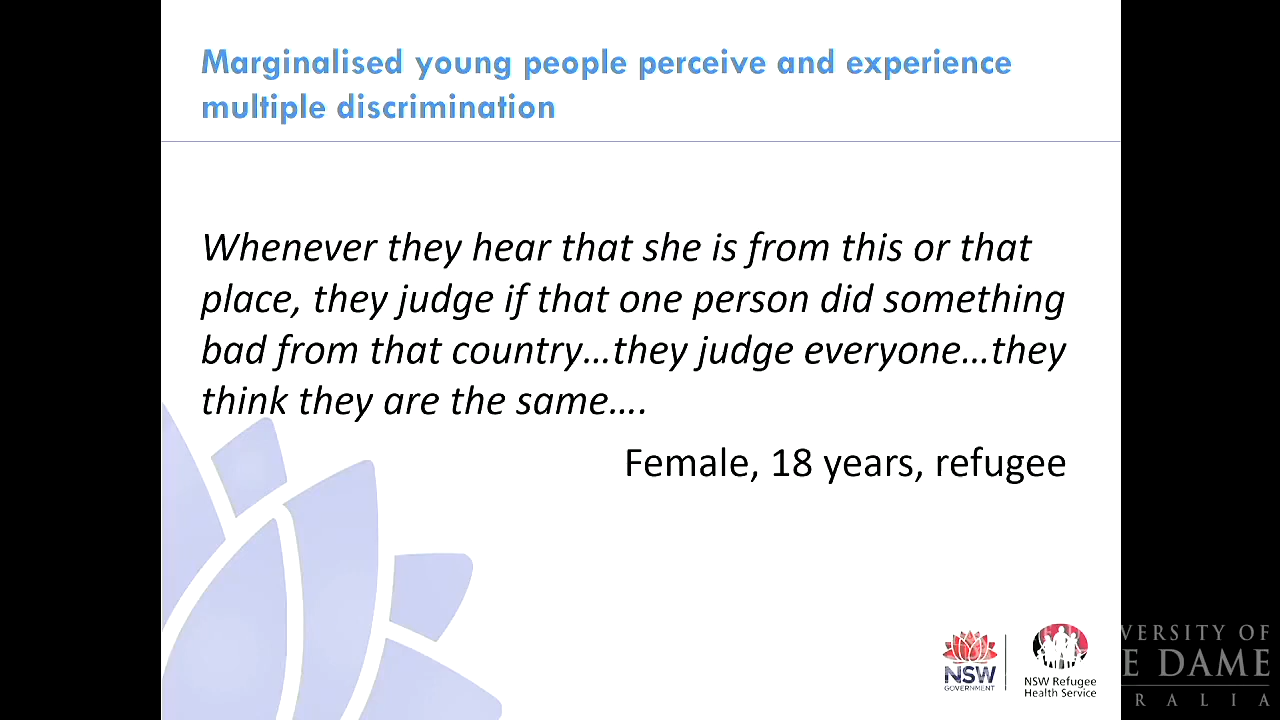 Marginalised young people perceive and experience
multiple discrimination
Whenever they hear that she is from this or that
place, they judge if that one person did something
bad from that country…they judge everyone…they
think they are the same….
Female, 18 years, refugee
NSW
GOVERNMENT
NSW Refugee
Health Service
VERSITY OF
E DAME
R A L I A